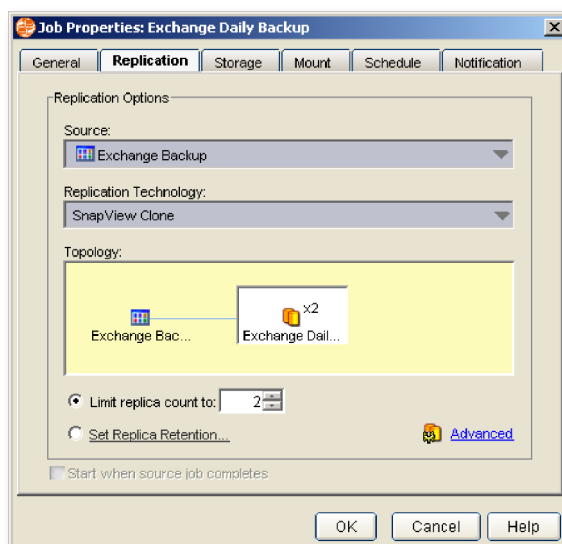 Job Properties: Exchange Daily Backup
General Replication Storage Mount Schedule Notification
Replication Options
Source:
Exchange Backup
Replication Technology:
SnapView Clone
Topology:
x2
Exchange Bac... Exchange Dail...
Limit replica count to: 2
Set Replica Retention... Advanced
Start when source job completes
OK Cancel Help